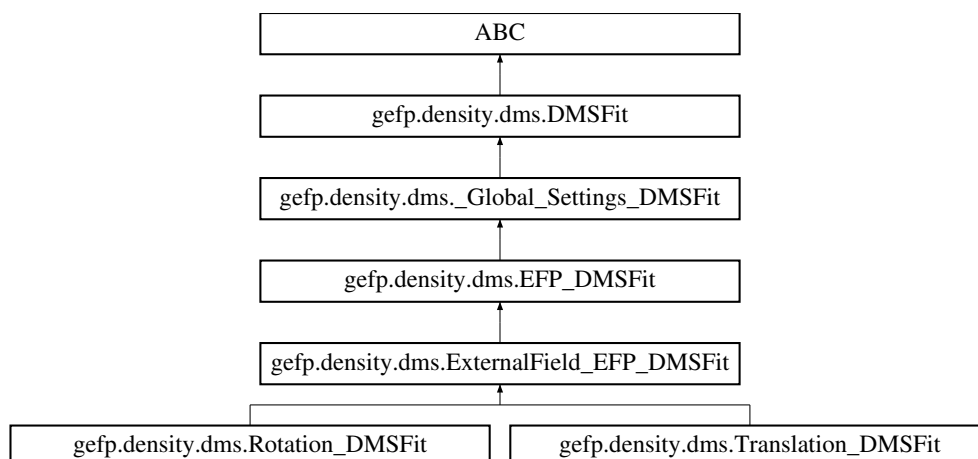 ABC
gefp.density.dms.DMSFit
gefp.density.dms._Global_Settings_DMSFit
gefp.density.dms.EFP_DMSFit
gefp.density.dms.ExternalField_EFP_DMSFit
gefp.density.dms.Rotation_DMSFit
gefp.density.dms.Translation_DMSFit